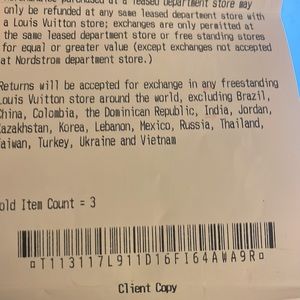 purchased at a leased department store may
only be refunded at any same leased department store with
a Louis Vuitton store; exchanges are only permitted at
the same leased department store or free standing stores
for equal or greater value (except exchanges not accepted
at Nordstrom department store.)
Returns will be accepted for exchange in any freestanding
Louis Vuitton store around the world, excluding Brazil,
China, Colombia, the Dominican Republic, India, Jordan,
Kazakhstan, Korea, Lebanon, Mexico, Russia, Thailand,
Taiwan, Turkey, Ukraine and Vietnam
old Item Count = 3
¤T113117L911D16FI64AWA9R¤
Client Copy